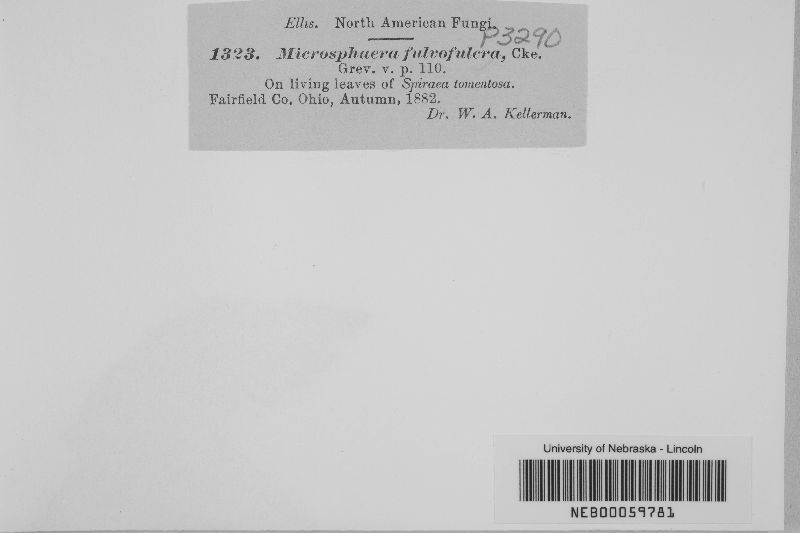 Ellis. North American Fungi.
P3290
1323. Microsphaera fulvofulcra, Cke.
Grev. v. p. 110.
On living leaves of Spiraea tomentosa.
Fairfield Co. Ohio, Autumn, 1882.
Dr. W. A. Kellerman.
University of Nebraska - Lincoln
NEB00059781